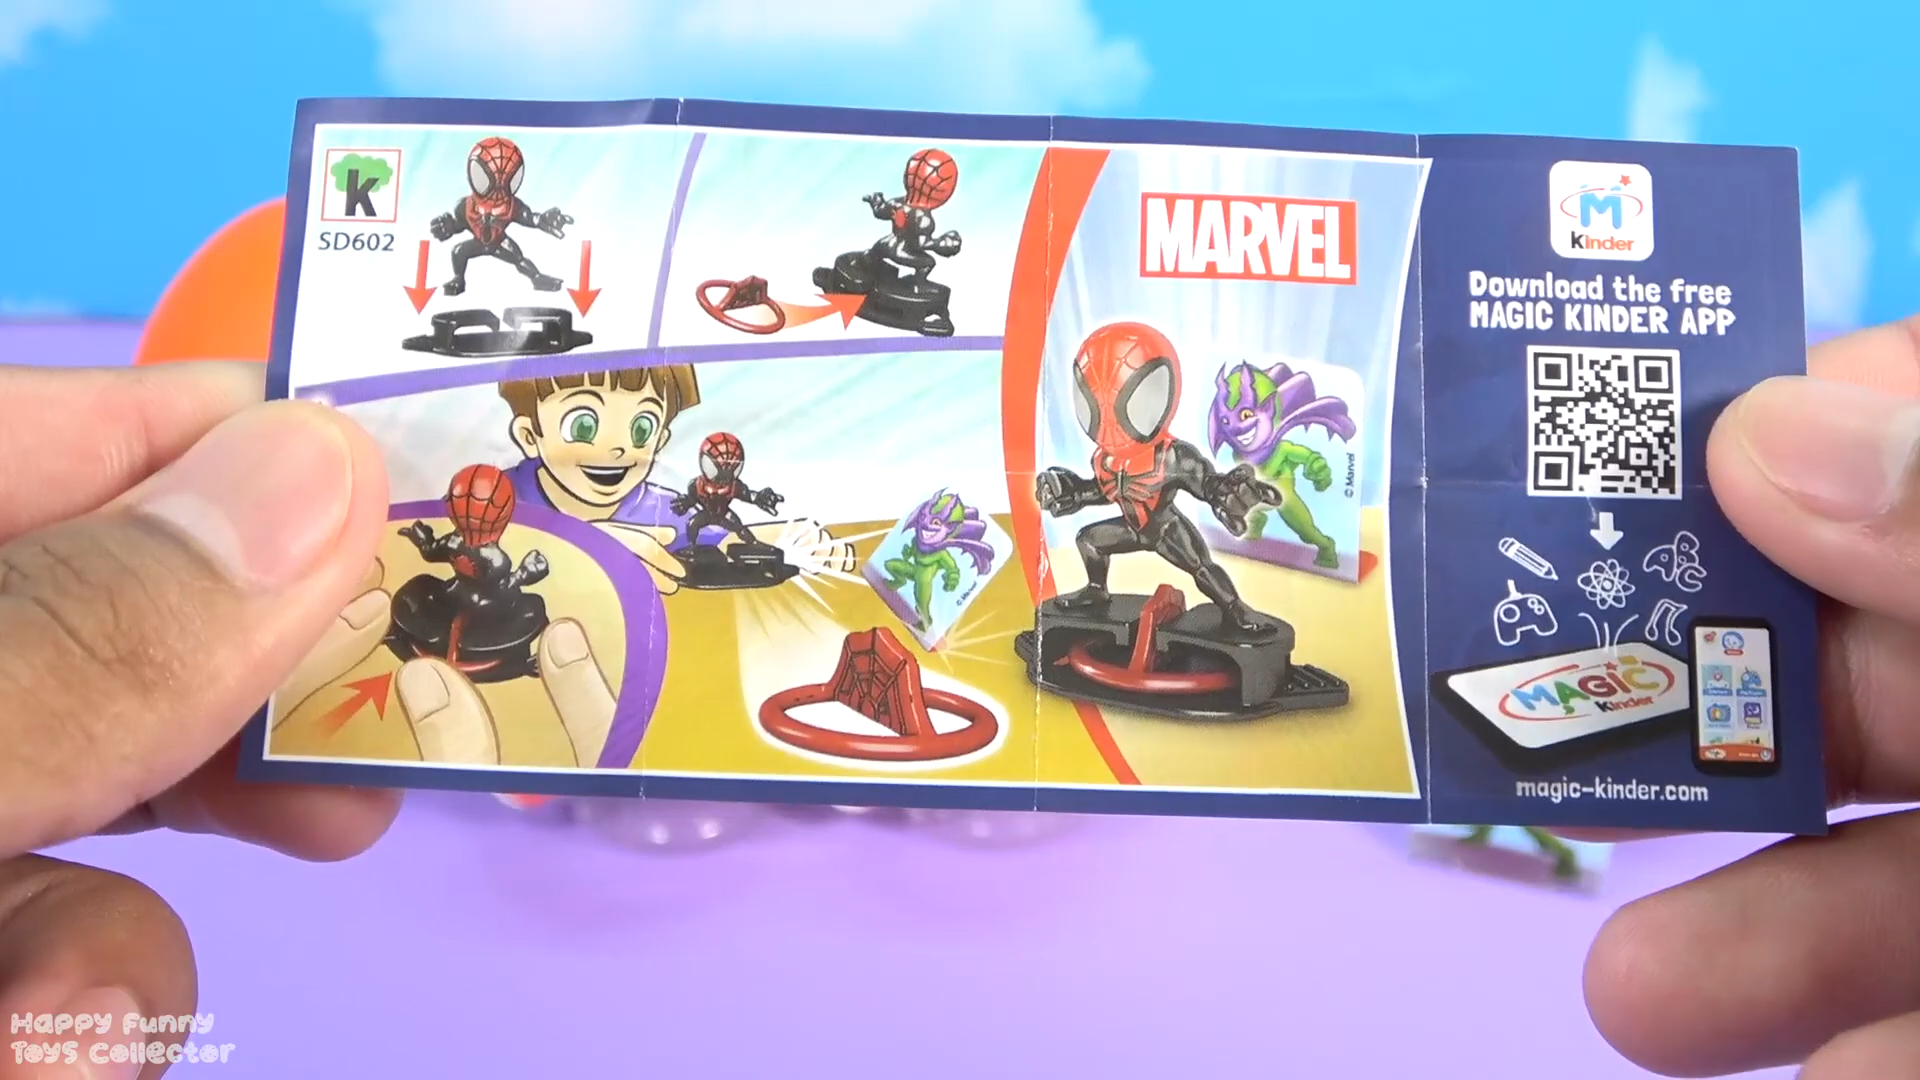 k
SD602
MARVEL
© Marvel
© Marvel
M
Kinder
Download the free
MAGIC KINDER APP
ABC
MAGIC
Kinder
magic-kinder.com
Happy Funny
Toys Collector